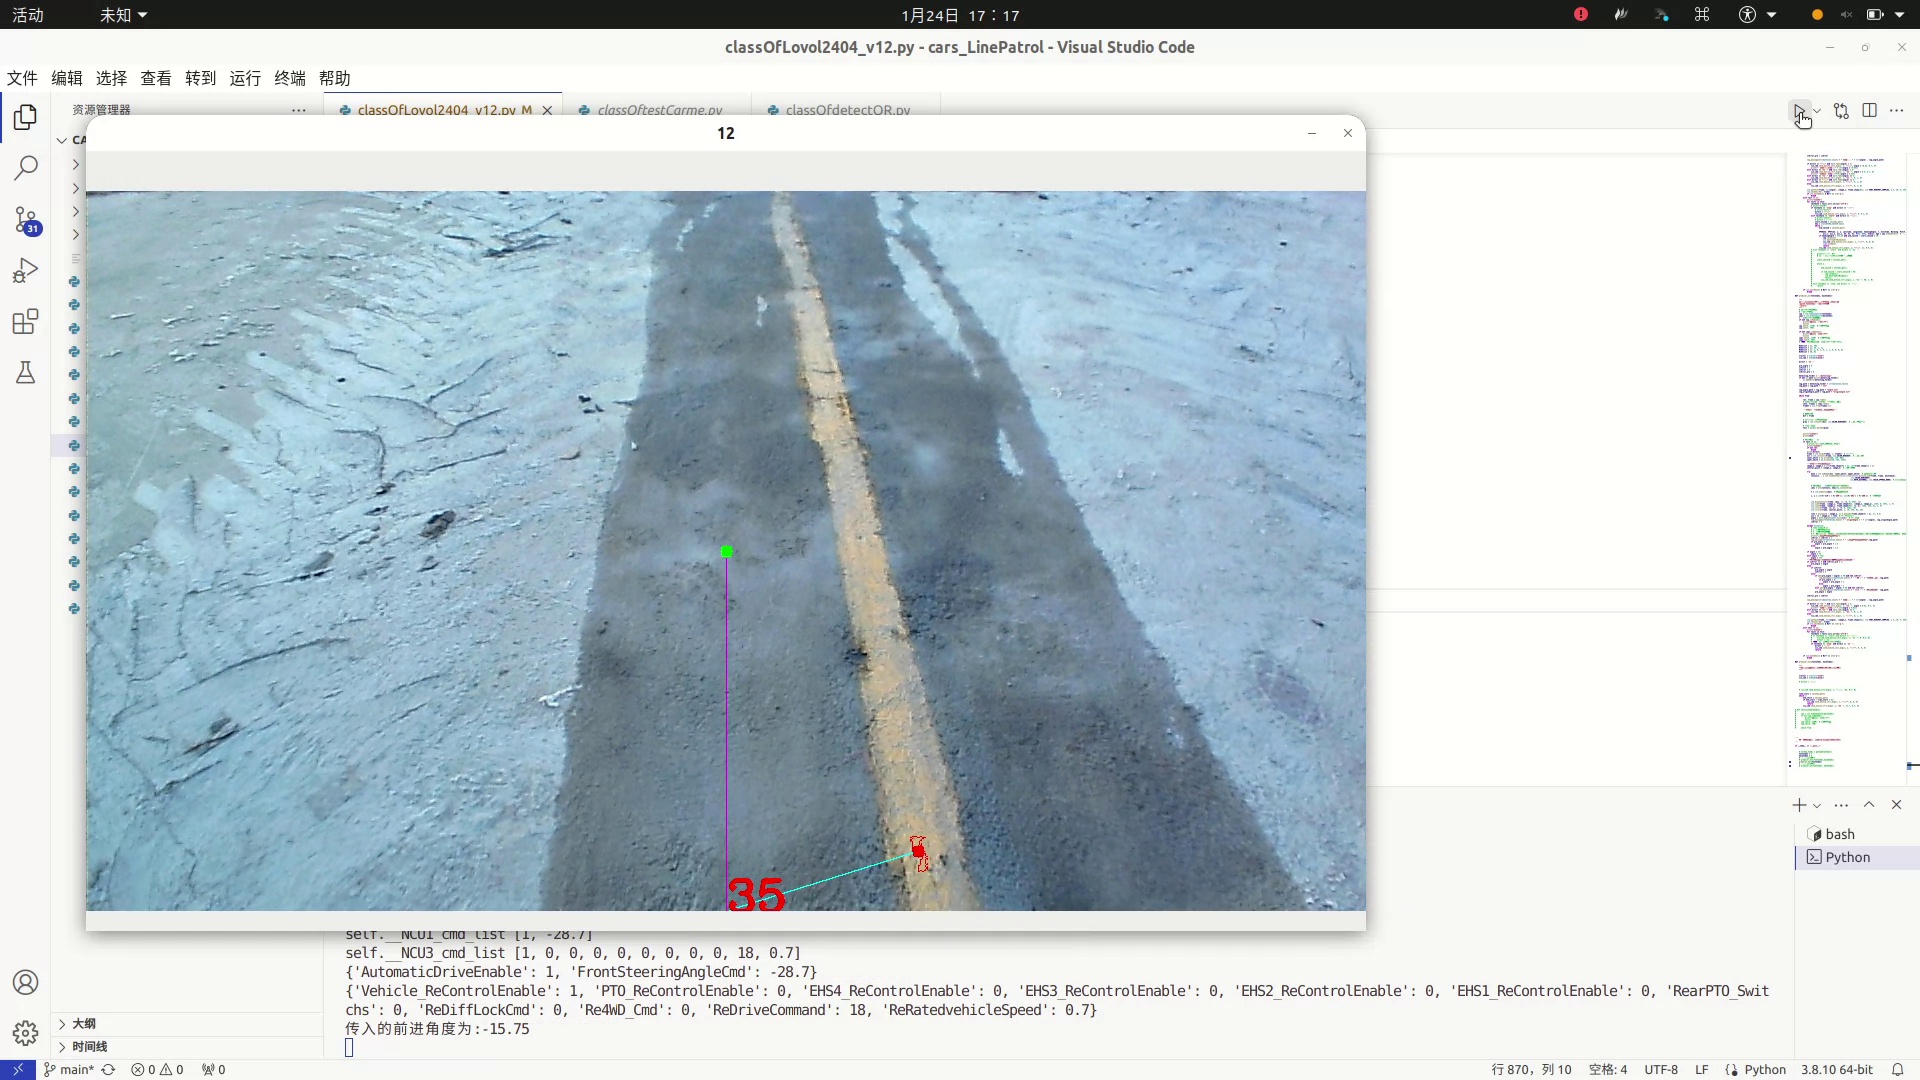 活动
未知
1月24日 17：17
classOfLovol2404_v12.py - cars_LinePatrol - Visual Studio Code
文件 编辑 选择 查看 转到 运行 终端 帮助
资源管理器
classOfLovol2404_v12.py M
classOftestCarme.py
classOfdetectQR.py
12
31
35
self.__NCU1_cmd_list [1, -28.7]
self.__NCU3_cmd_list [1, 0, 0, 0, 0, 0, 0, 0, 0, 18, 0.7]
{'AutomaticDriveEnable': 1, 'FrontSteeringAngleCmd': -28.7}
{'Vehicle_ReControlEnable': 1, 'PTO_ReControlEnable': 0, 'EHS4_ReControlEnable': 0, 'EHS3_ReControlEnable': 0, 'EHS2_ReControlEnable': 0, 'EHS1_ReControlEnable': 0, 'RearPTO_Swit
chs': 0, 'ReDiffLockCmd': 0, 'Re4WD_Cmd': 0, 'ReDriveCommand': 18, 'ReRatedvehicleSpeed': 0.7}
传入的前进角度为:-15.75
bash
Python
大纲
时间线
main* 0 0 0
行 870，列 10 空格: 4 UTF-8 LF Python 3.8.10 64-bit